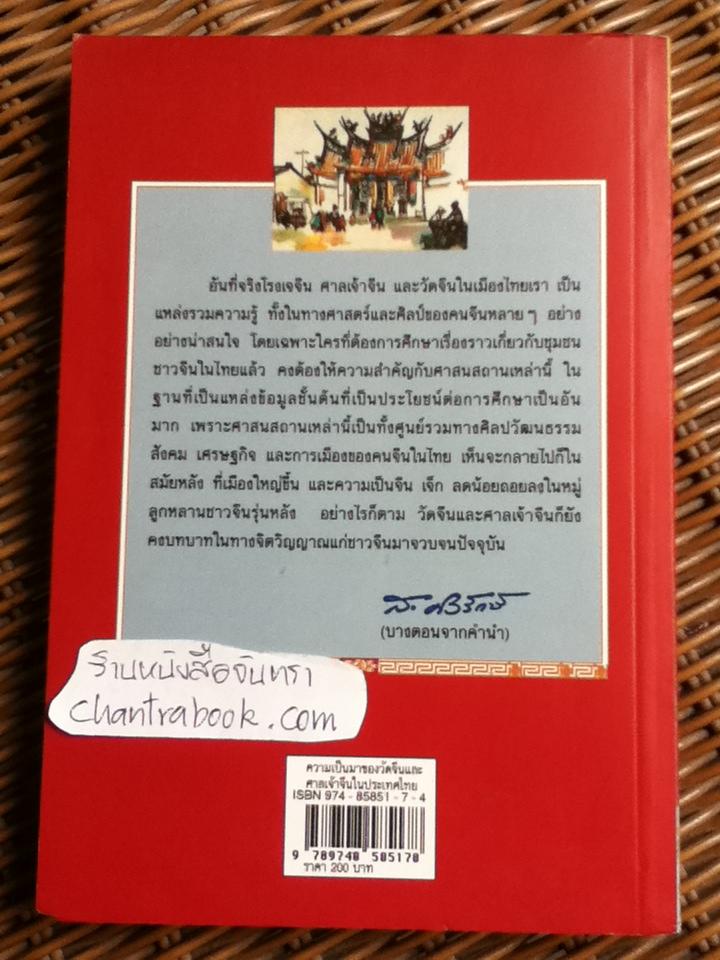 อันที่จริงโรงเจจีน ศาลเจ้าจีน และวัดจีนในเมืองไทยเรา เป็น
แหล่งรวมความรู้ ทั้งในทางศาสตร์และศิลป์ของคนจีนหลาย ๆ อย่าง
อย่างน่าสนใจ โดยเฉพาะใครที่ต้องการศึกษาเรื่องราวเกี่ยวกับชุมชน
ชาวจีนในไทยแล้ว คงต้องให้ความสำคัญกับศาสนสถานเหล่านี้ ใน
ฐานที่เป็นแหล่งข้อมูลชั้นต้นที่เป็นประโยชน์ต่อการศึกษาเป็นอัน
มาก เพราะศาสนสถานเหล่านี้เป็นทั้งศูนย์รวมทางศิลปวัฒนธรรม
สังคม เศรษฐกิจ และการเมืองของคนจีนในไทย เห็นจะกลายไปก็ใน
สมัยหลัง ที่เมืองใหญ่ขึ้น และความเป็นจีน เจ๊ก ลดน้อยถอยลงในหมู่
ลูกหลานชาวจีนรุ่นหลัง อย่างไรก็ตาม วัดจีนและศาลเจ้าจีนก็ยัง
คงบทบาทในทางจิตวิญญาณแก่ชาวจีนมาจวบจนปัจจุบัน
(บางตอนจากคำนำ)
ร้านหนังสือจันทรา
chantrabook.com
ความเป็นมาของวัดจีนและ
ศาลเจ้าจีนในประเทศไทย
ISBN 974-85851-7-4
9 789748 585178
ราคา 200 บาท